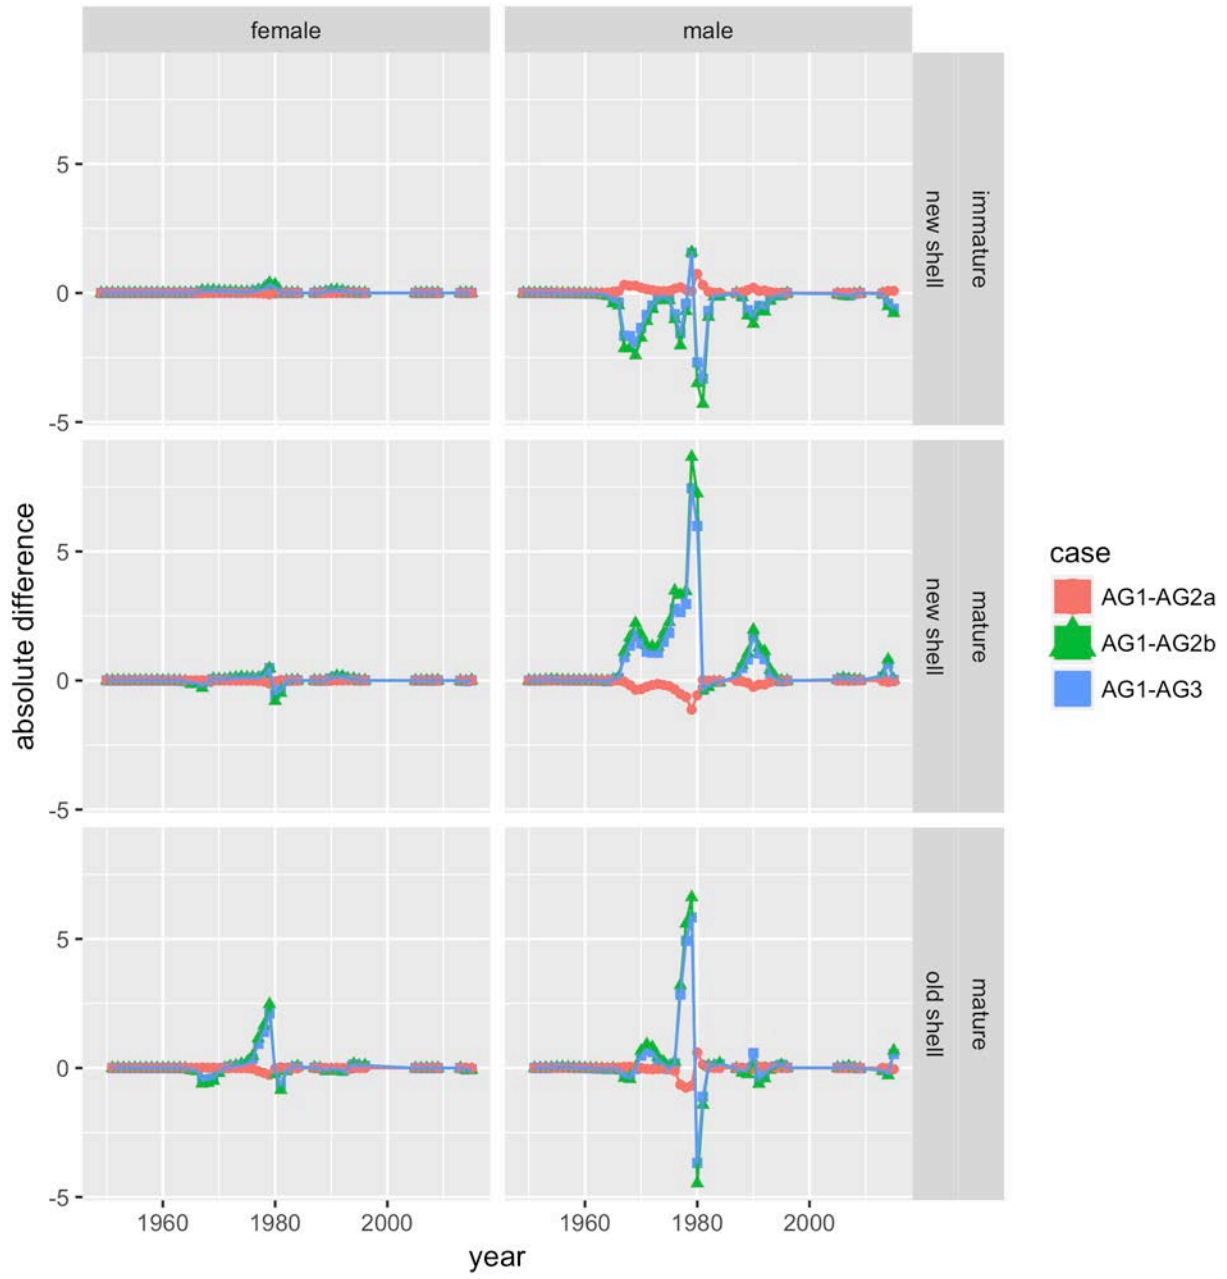 female
male
5
0
-5
new shell
immature
5
0
-5
new shell
mature
5
0
-5
old shell
mature
absolute difference
1960
1980
2000
1960
1980
2000
year
case
AG1-AG2a
AG1-AG2b
AG1-AG3